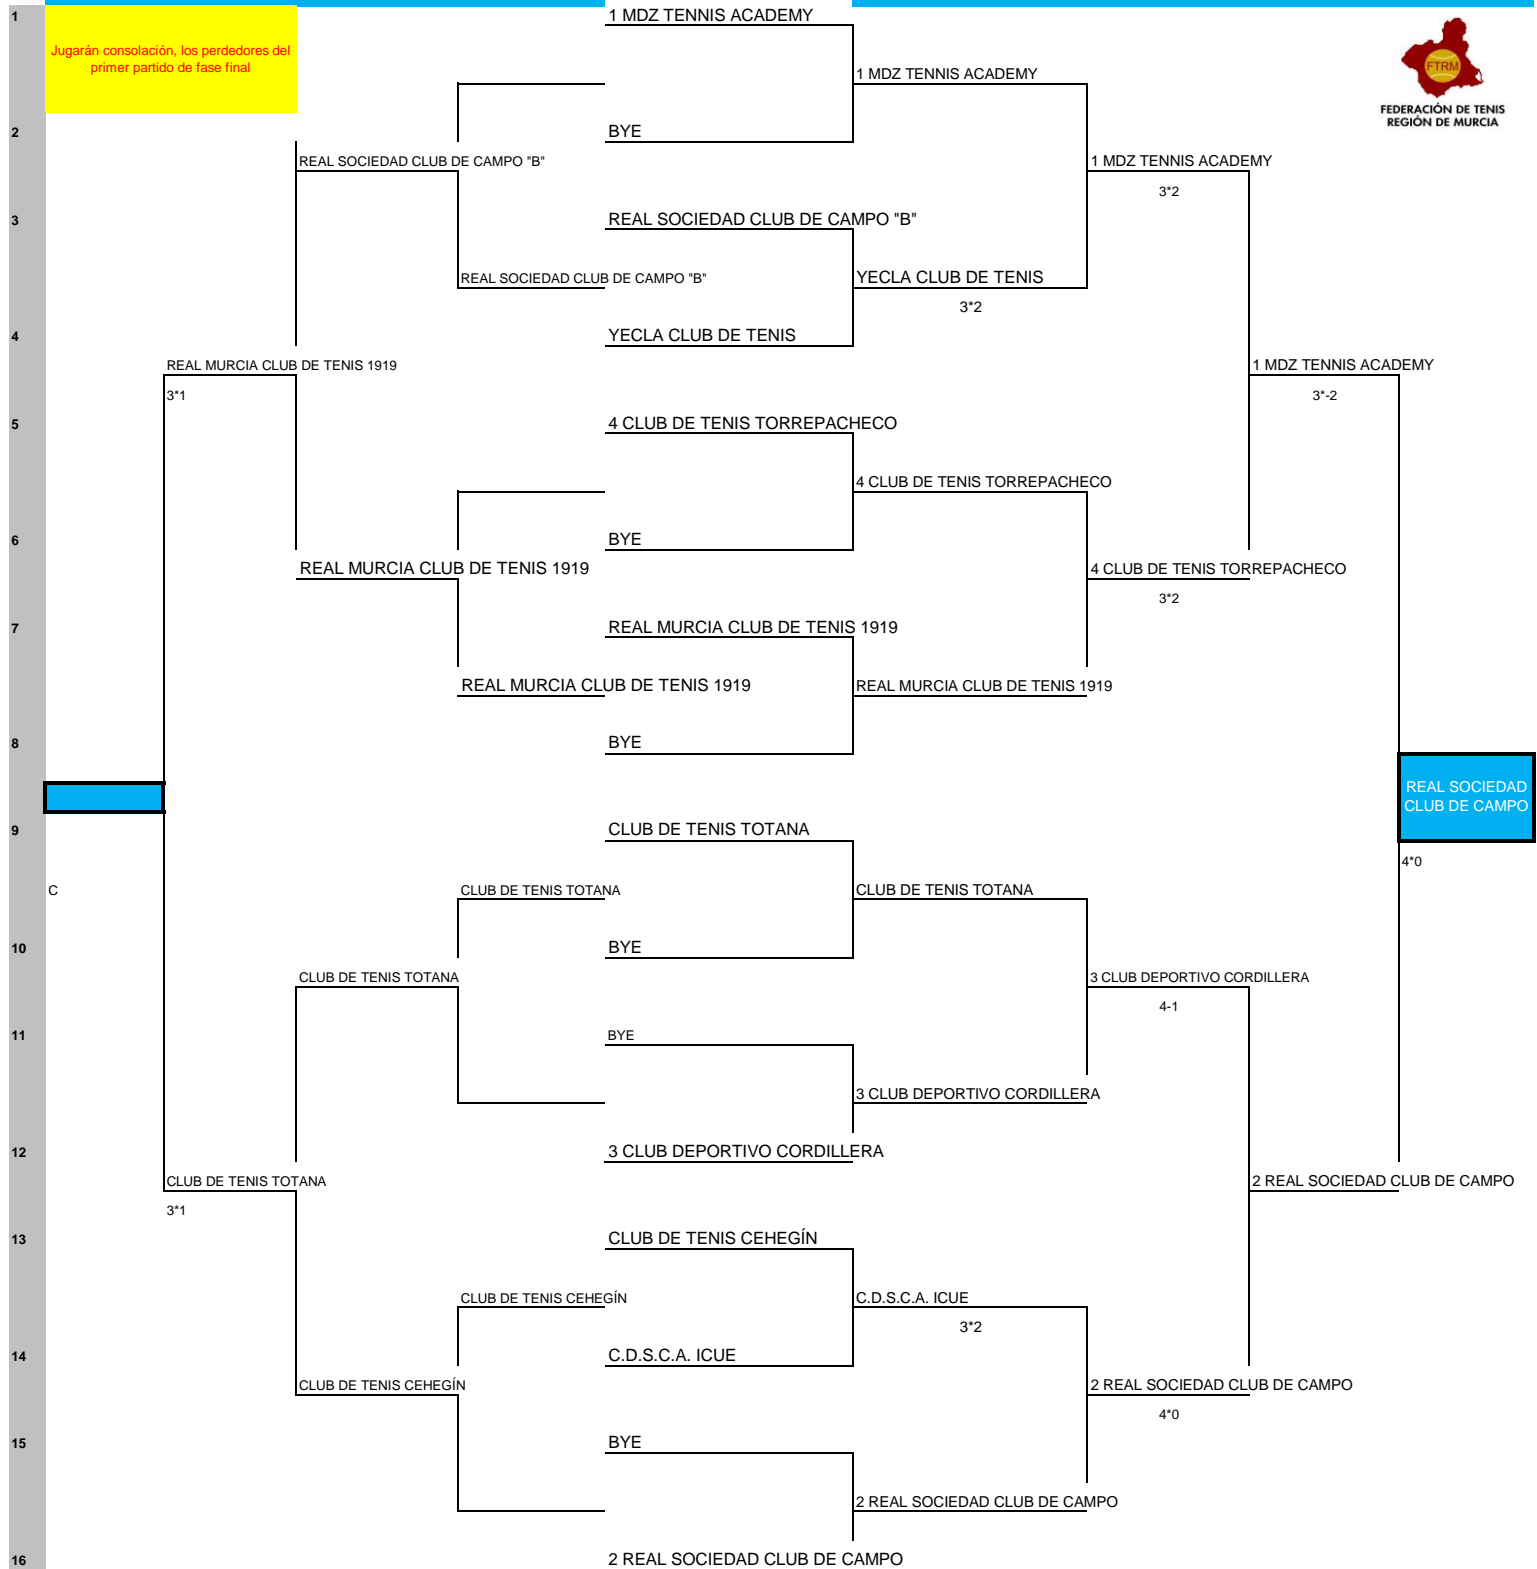 1
1 MDZ TENNIS ACADEMY
Jugarán consolación, los perdedores del
primer partido de fase final
1 MDZ TENNIS ACADEMY
FTRM
FEDERACIÓN DE TENIS
REGIÓN DE MURCIA
2
BYE
REAL SOCIEDAD CLUB DE CAMPO "B"
1 MDZ TENNIS ACADEMY
3*2
3
REAL SOCIEDAD CLUB DE CAMPO "B"
REAL SOCIEDAD CLUB DE CAMPO "B"
YECLA CLUB DE TENIS
3*2
4
YECLA CLUB DE TENIS
REAL MURCIA CLUB DE TENIS 1919
1 MDZ TENNIS ACADEMY
3*1
3*-2
5
4 CLUB DE TENIS TORREPACHECO
4 CLUB DE TENIS TORREPACHECO
6
BYE
REAL MURCIA CLUB DE TENIS 1919
4 CLUB DE TENIS TORREPACHECO
3*2
7
REAL MURCIA CLUB DE TENIS 1919
REAL MURCIA CLUB DE TENIS 1919
REAL MURCIA CLUB DE TENIS 1919
8
BYE
REAL SOCIEDAD
CLUB DE CAMPO
9
CLUB DE TENIS TOTANA
4*0
C
CLUB DE TENIS TOTANA
CLUB DE TENIS TOTANA
10
BYE
CLUB DE TENIS TOTANA
3 CLUB DEPORTIVO CORDILLERA
4-1
11
BYE
3 CLUB DEPORTIVO CORDILLERA
12
3 CLUB DEPORTIVO CORDILLERA
CLUB DE TENIS TOTANA
2 REAL SOCIEDAD CLUB DE CAMPO
3*1
13
CLUB DE TENIS CEHEGÍN
CLUB DE TENIS CEHEGÍN
C.D.S.C.A. ICUE
3*2
14
C.D.S.C.A. ICUE
CLUB DE TENIS CEHEGÍN
2 REAL SOCIEDAD CLUB DE CAMPO
4*0
15
BYE
2 REAL SOCIEDAD CLUB DE CAMPO
16
2 REAL SOCIEDAD CLUB DE CAMPO